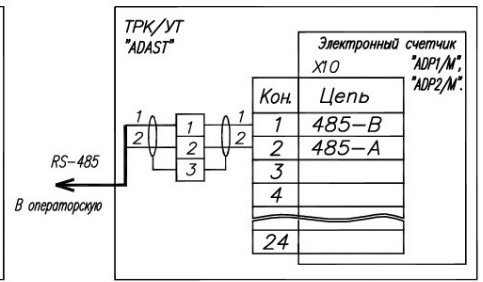 ТРК/УТ
"ADAST"
Электронный счетчик
"ADP1/M",
"ADP2/M".
X10
Кон. Цепь
1 1 1 1 485-B
2 2 2 2 485-A
3 3
4
24
RS-485
В операторскую